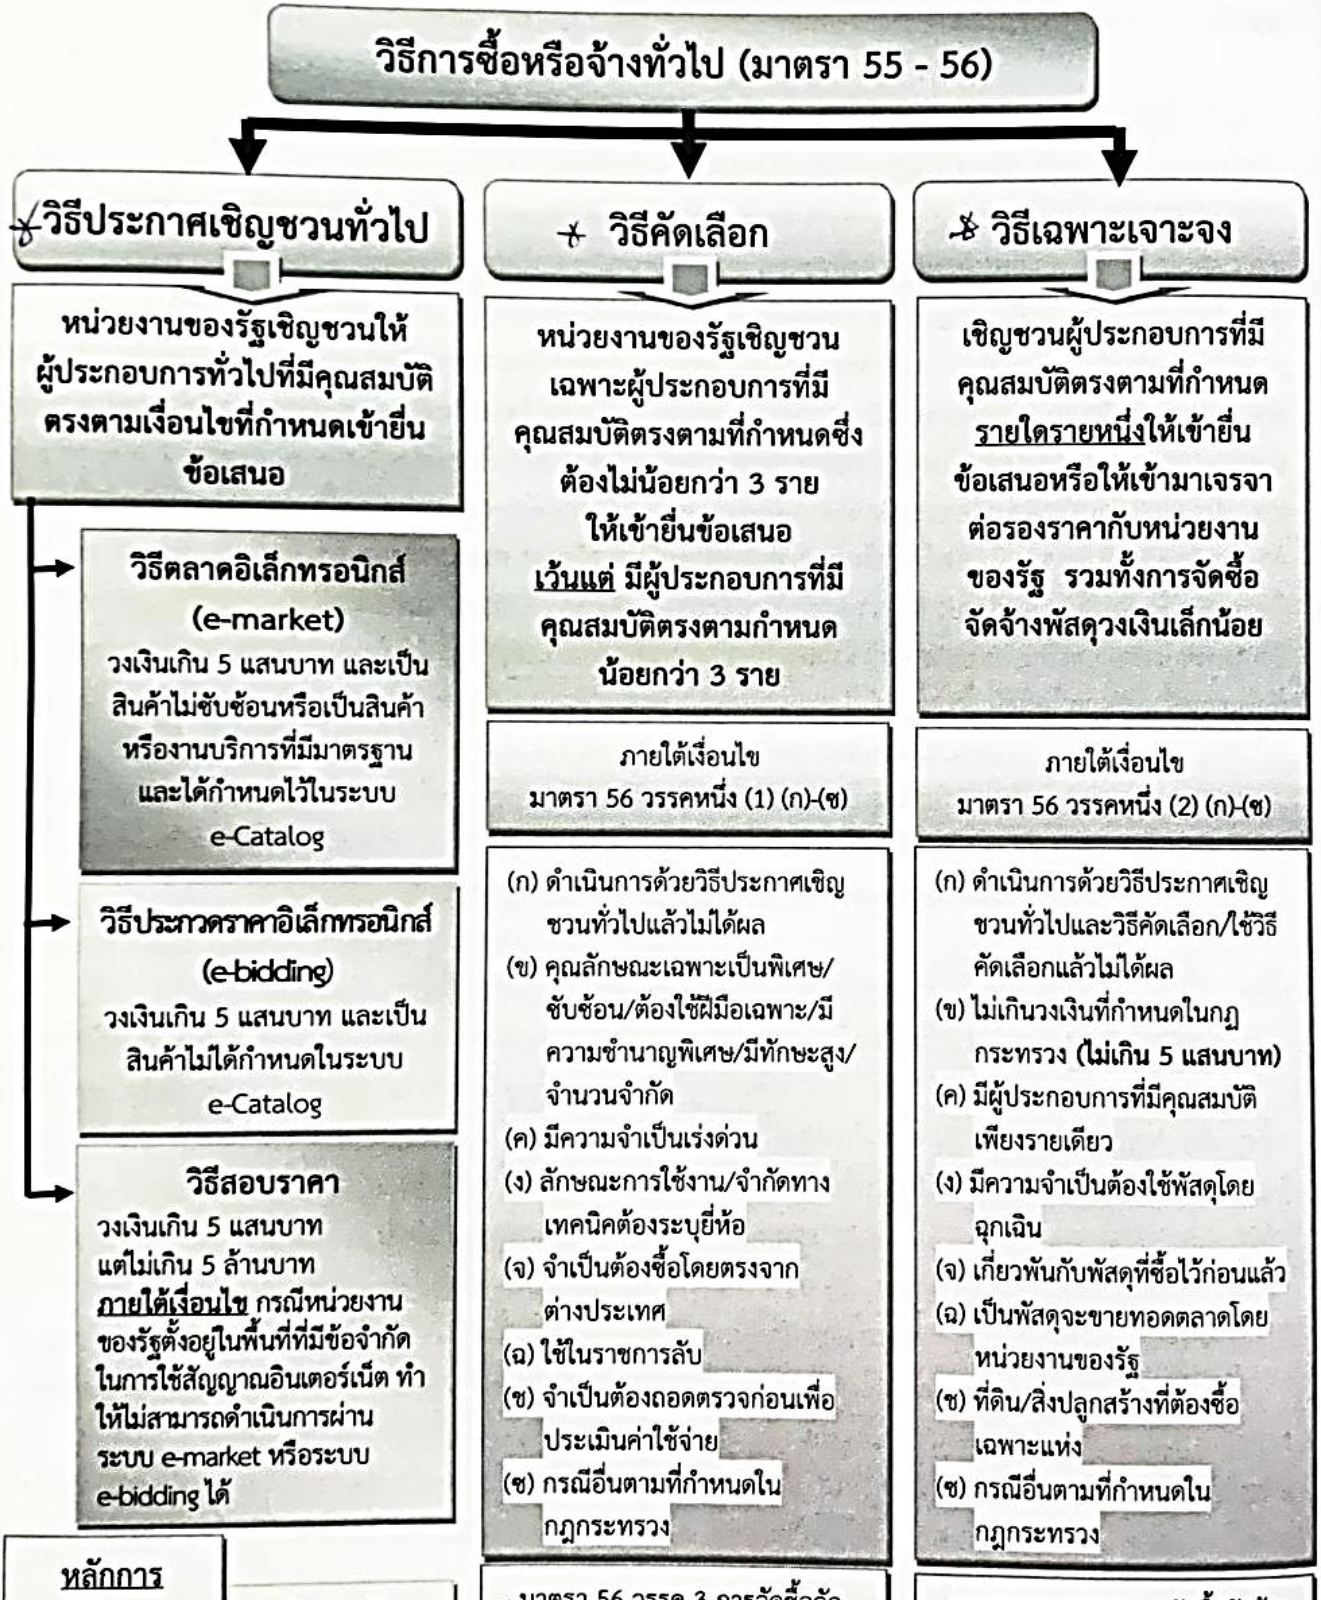 วิธีการซื้อหรือจ้างทั่วไป (มาตรา 55 - 56)
วิธีประกาศเชิญชวนทั่วไป
หน่วยงานของรัฐเชิญชวนให้
ผู้ประกอบการทั่วไปที่มีคุณสมบัติ
ตรงตามเงื่อนไขที่กำหนดเข้ายื่น
ข้อเสนอ
วิธีตลาดอิเล็กทรอนิกส์
(e-market)
วงเงินเกิน 5 แสนบาท และเป็น
สินค้าไม่ซับซ้อนหรือเป็นสินค้า
หรืองานบริการที่มีมาตรฐาน
และได้กำหนดไว้ในระบบ
e-Catalog
วิธีประกวดราคาอิเล็กทรอนิกส์
(e-bidding)
วงเงินเกิน 5 แสนบาท และเป็น
สินค้าไม่ได้กำหนดในระบบ
e-Catalog
วิธีสอบราคา
วงเงินเกิน 5 แสนบาท
แต่ไม่เกิน 5 ล้านบาท
ภายใต้เงื่อนไข กรณีหน่วยงาน
ของรัฐตั้งอยู่ในพื้นที่ที่มีข้อจำกัด
ในการใช้สัญญาณอินเตอร์เน็ต ทำ
ให้ไม่สามารถดำเนินการผ่าน
ระบบ e-market หรือระบบ
e-bidding ได้
หลักการ
วิธีคัดเลือก
หน่วยงานของรัฐเชิญชวน
เฉพาะผู้ประกอบการที่มี
คุณสมบัติตรงตามที่กำหนดซึ่ง
ต้องไม่น้อยกว่า 3 ราย
ให้เข้ายื่นข้อเสนอ
เว้นแต่ มีผู้ประกอบการที่มี
คุณสมบัติตรงตามกำหนด
น้อยกว่า 3 ราย
ภายใต้เงื่อนไข
มาตรา 56 วรรคหนึ่ง (1) (ก)-(ซ)
(ก) ดำเนินการด้วยวิธีประกาศเชิญ
ชวนทั่วไปแล้วไม่ได้ผล
(ข) คุณลักษณะเฉพาะเป็นพิเศษ/
ซับซ้อน/ต้องใช้ฝีมือเฉพาะ/มี
ความชำนาญพิเศษ/มีทักษะสูง/
จำนวนจำกัด
(ค) มีความจำเป็นเร่งด่วน
(ง) ลักษณะการใช้งาน/จำกัดทาง
เทคนิคต้องระบุยี่ห้อ
(จ) จำเป็นต้องซื้อโดยตรงจาก
ต่างประเทศ
(ฉ) ใช้ในราชการลับ
(ช) จำเป็นต้องถอดตรวจก่อนเพื่อ
ประเมินค่าใช้จ่าย
(ซ) กรณีอื่นตามที่กำหนดใน
กฎกระทรวง
มาตรา 56 วรรค 3 การจัดซื้อจัด
วิธีเฉพาะเจาะจง
เชิญชวนผู้ประกอบการที่มี
คุณสมบัติตรงตามที่กำหนด
รายใดรายหนึ่งให้เข้ายื่น
ข้อเสนอหรือให้เข้ามาเจรจา
ต่อรองราคากับหน่วยงาน
ของรัฐ รวมทั้งการจัดซื้อ
จัดจ้างพัสดุวงเงินเล็กน้อย
ภายใต้เงื่อนไข
มาตรา 56 วรรคหนึ่ง (2) (ก)-(ซ)
(ก) ดำเนินการด้วยวิธีประกาศเชิญ
ชวนทั่วไปและวิธีคัดเลือก/ใช้วิธี
คัดเลือกแล้วไม่ได้ผล
(ข) ไม่เกินวงเงินที่กำหนดในกฎ
กระทรวง (ไม่เกิน 5 แสนบาท)
(ค) มีผู้ประกอบการที่มีคุณสมบัติ
เพียงรายเดียว
(ง) มีความจำเป็นต้องใช้พัสดุโดย
ฉุกเฉิน
(จ) เกี่ยวพันกับพัสดุที่ซื้อไว้ก่อนแล้ว
(ฉ) เป็นพัสดุจะขายทอดตลาดโดย
หน่วยงานของรัฐ
(ช) ที่ดิน/สิ่งปลูกสร้างที่ต้องซื้อ
เฉพาะแห่ง
(ซ) กรณีอื่นตามที่กำหนดใน
กฎกระทรวง